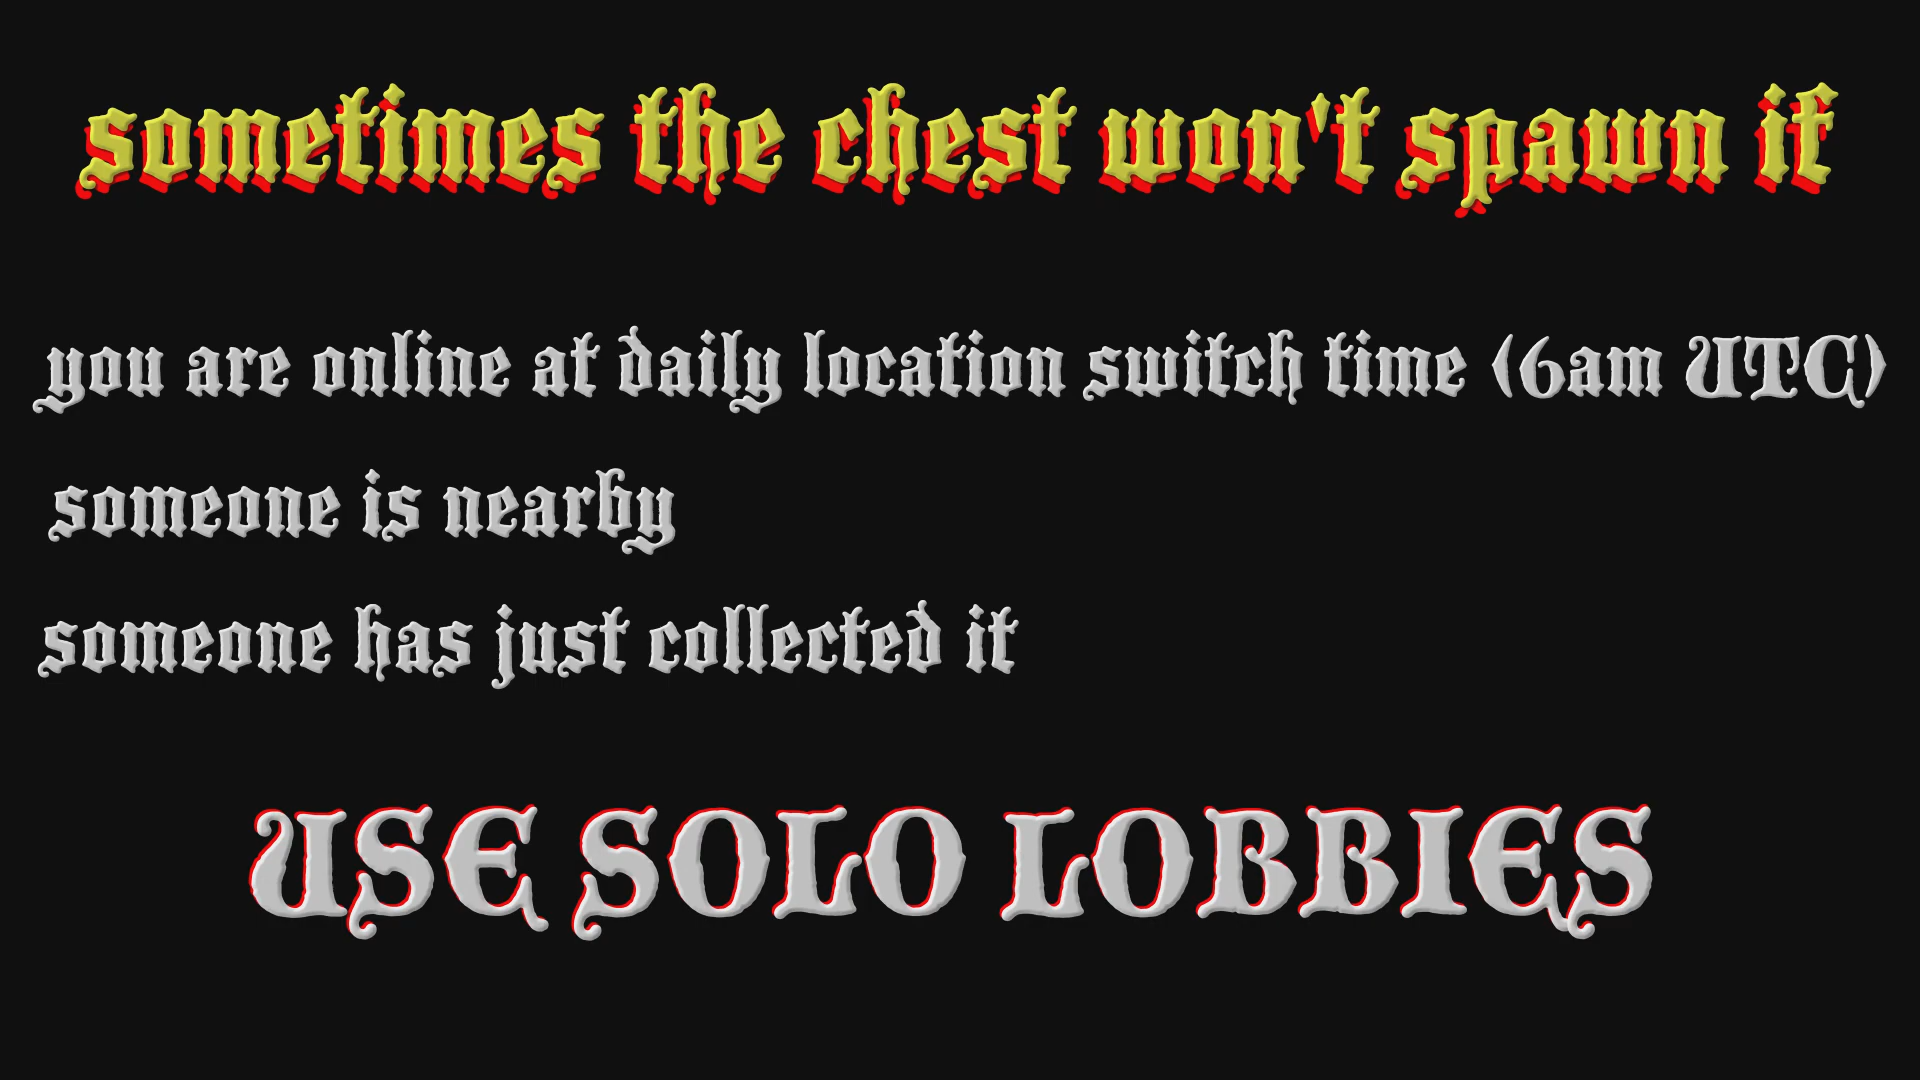 sometimes the chest won't spawn if
you are online at daily location switch time (6am UTC)
someone is nearby
someone has just collected it
USE SOLO LOBBIES